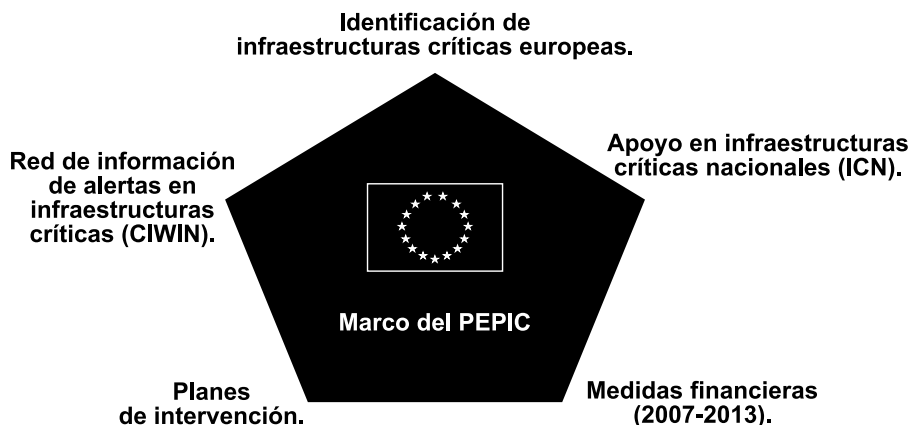 Identificación de
infraestructuras críticas europeas.
Apoyo en infraestructuras
críticas nacionales (ICN).
Red de información
de alertas en
infraestructuras
críticas (CIWIN).
Marco del PEPIC
Planes
de intervención.
Medidas financieras
(2007-2013).